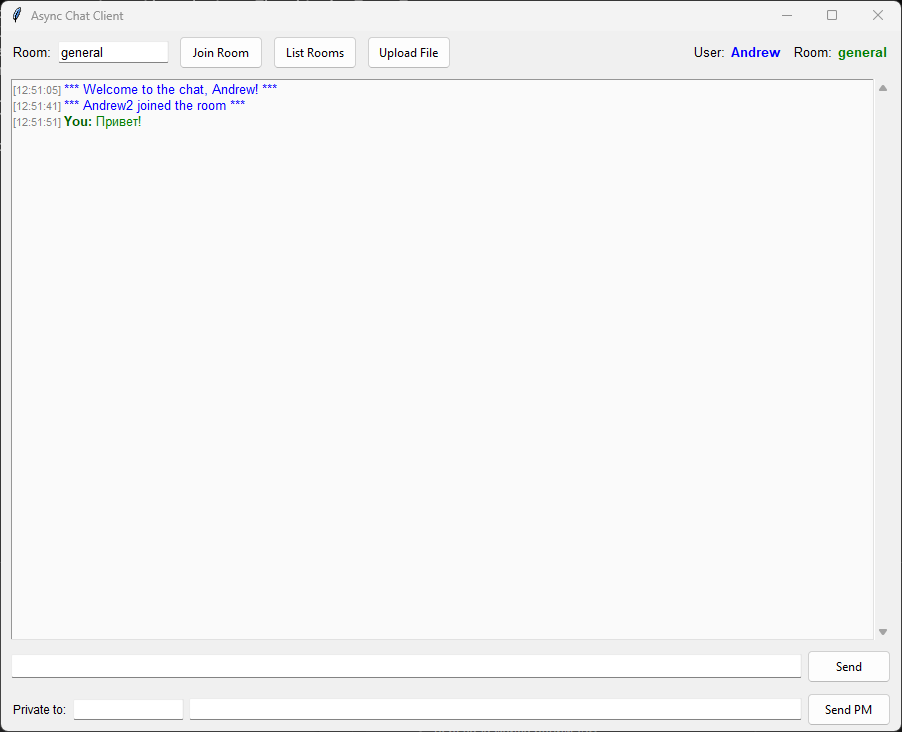 Async Chat Client
Room: general Join Room List Rooms Upload File User: Andrew Room: general
[12:51:05] *** Welcome to the chat, Andrew! ***
[12:51:41] *** Andrew2 joined the room ***
[12:51:51] You: Привет!
Send
Private to: Send PM